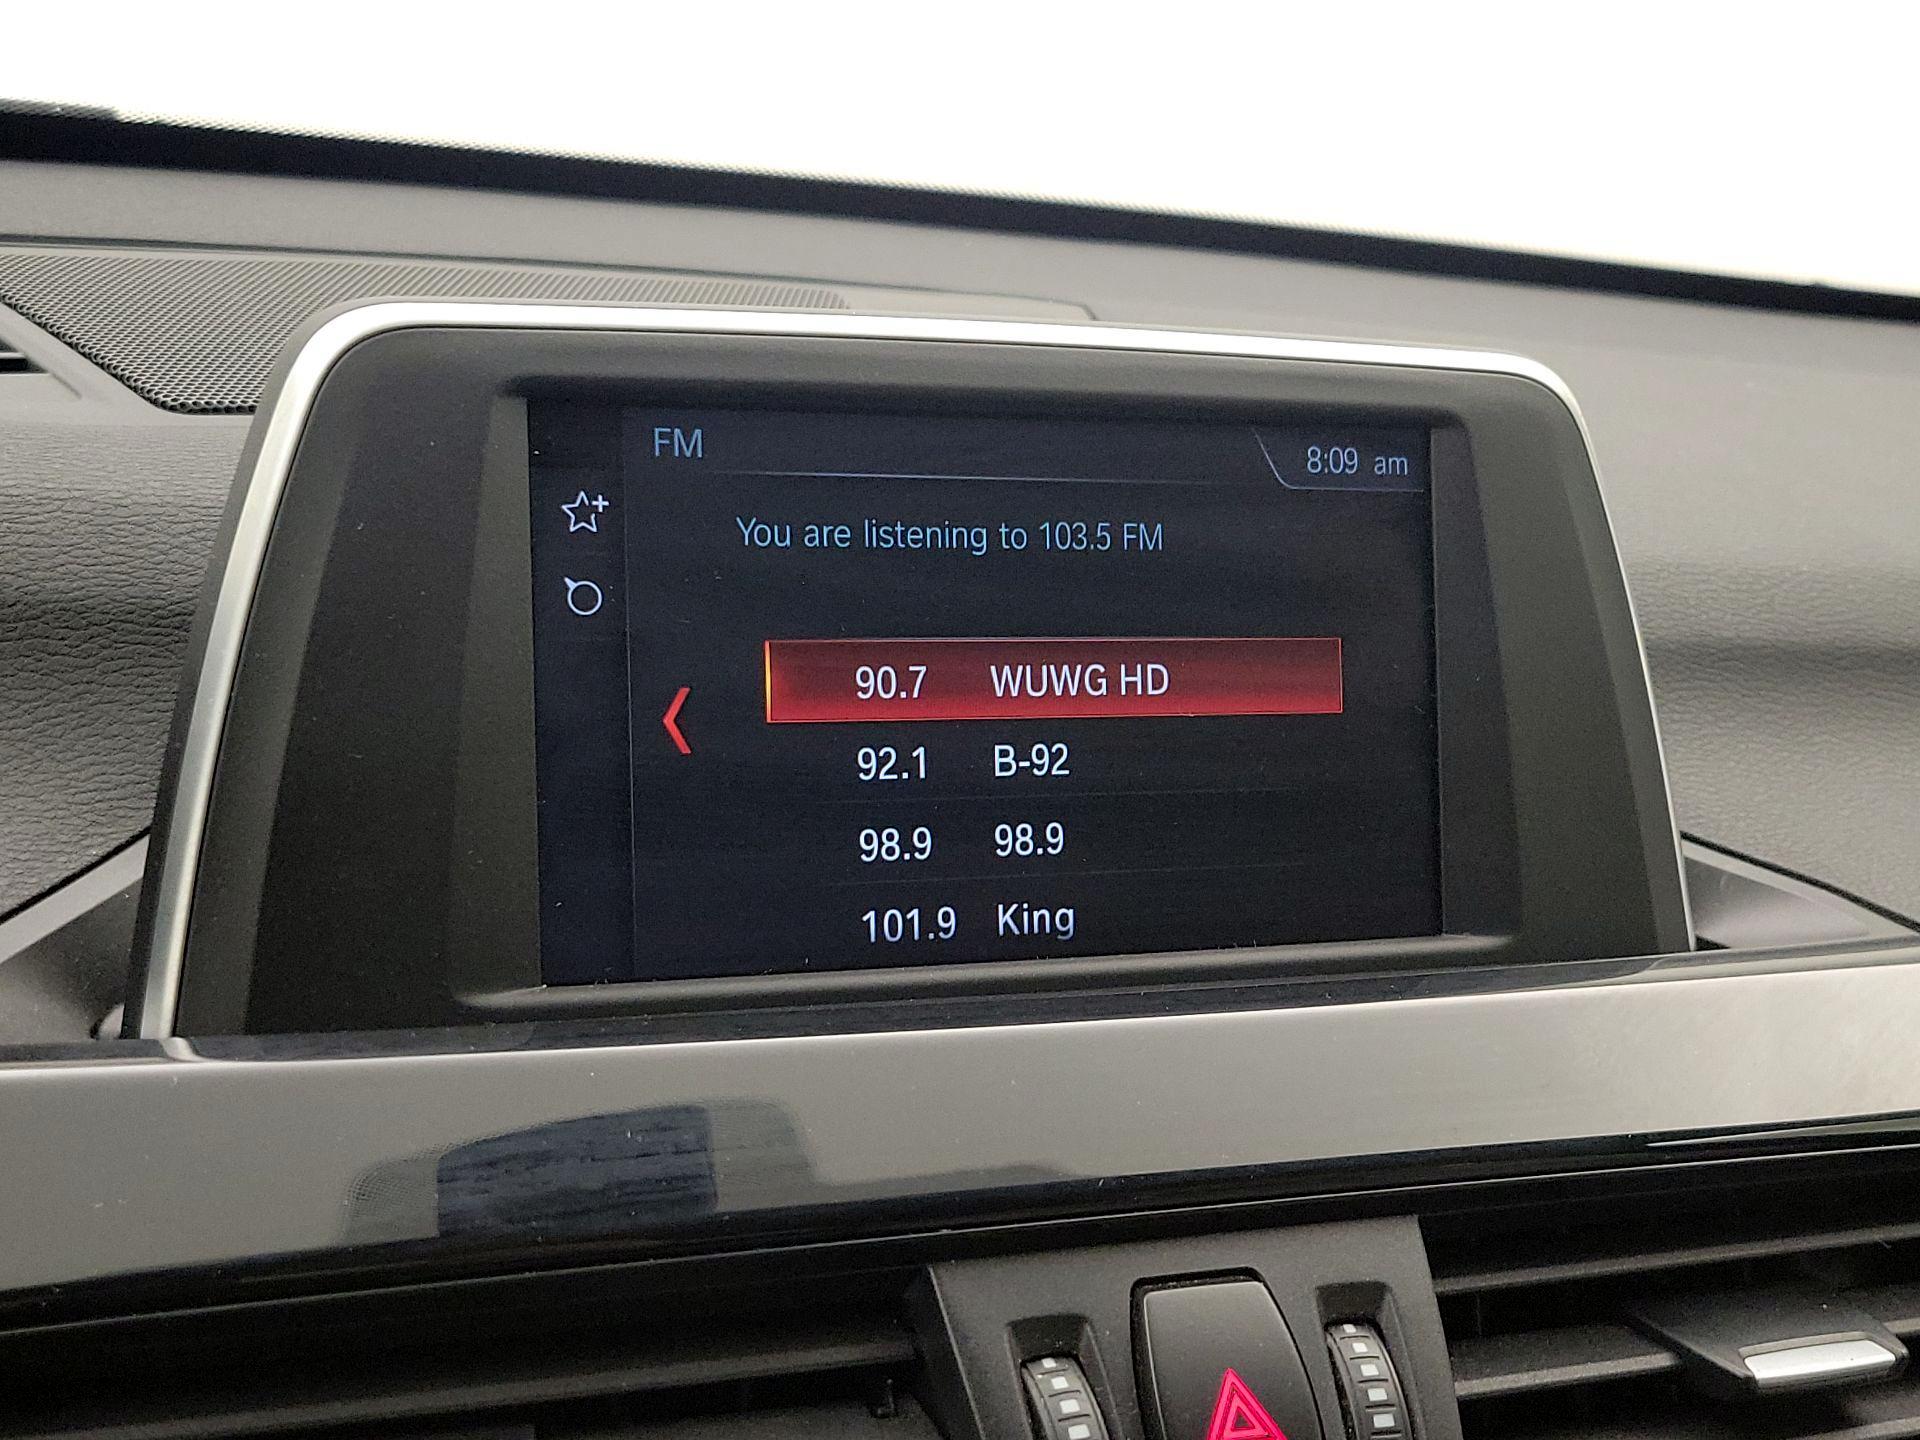 FM
8:09 am
You are listening to 103.5 FM
90.7 WUWG HD
92.1 B-92
98.9 98.9
101.9 King